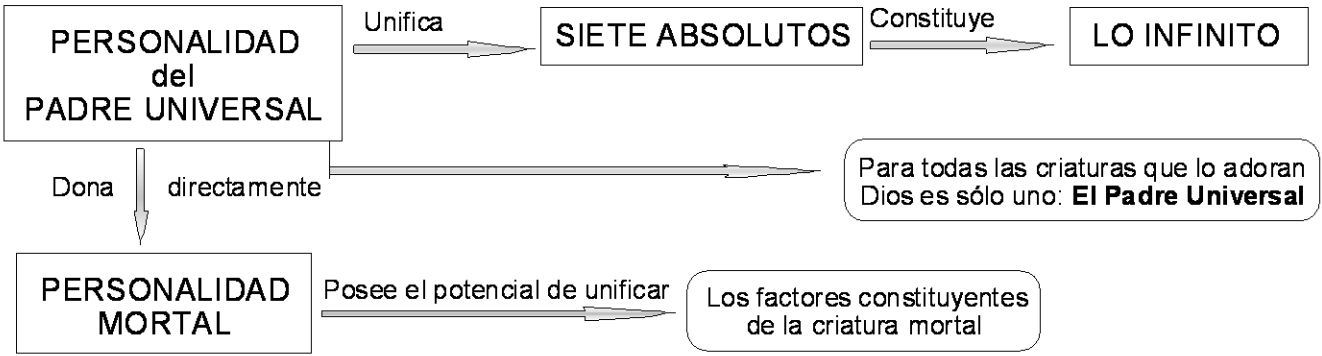 PERSONALIDAD
del
PADRE UNIVERSAL
Unifica
SIETE ABSOLUTOS
Constituye
LO INFINITO
Dona directamente
Para todas las criaturas que lo adoran
Dios es sólo uno: El Padre Universal
PERSONALIDAD
MORTAL
Posee el potencial de unificar
Los factores constituyentes
de la criatura mortal